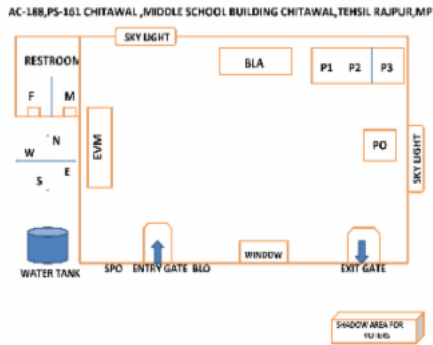 AC-188,PS-161 CHITAWAL ,MIDDLE SCHOOL BUILDING CHITAWAL,TEHSIL RAJPUR,MP
SKY LIGHT
RESTROOM
BLA
P1 P2 P3
F M
N
W
E
S
EVM
PO
SKY LIGHT
WATER TANK
SPO ENTRY GATE BLO
WINDOW
EXIT GATE
SHADOW AREA FOR
VOTERS